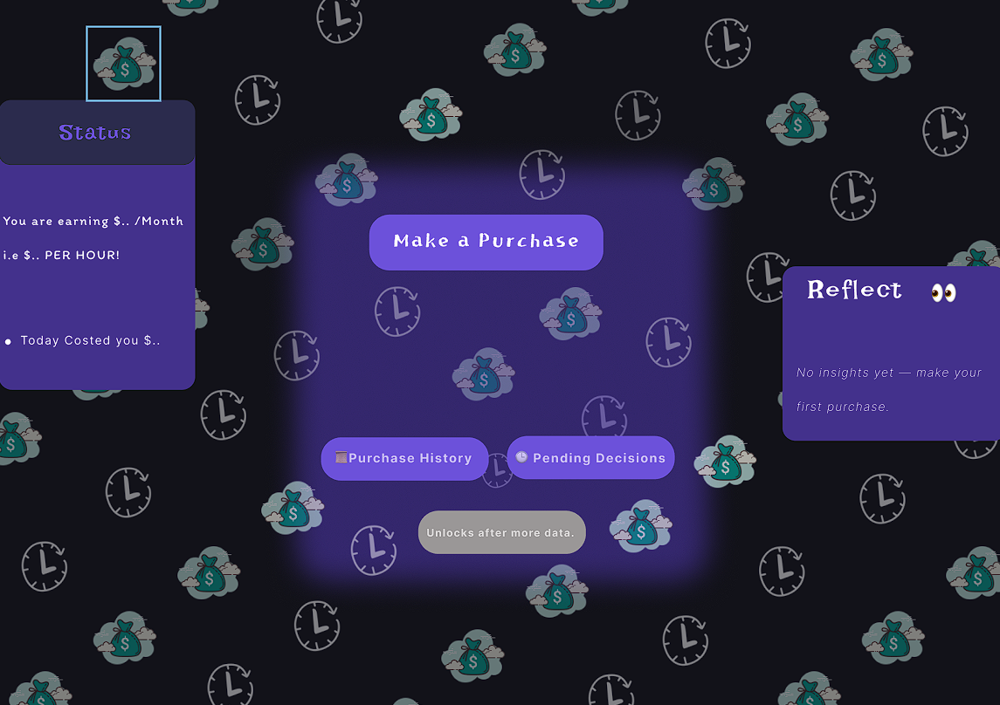 Status
You are earning $.. /Month
i.e $.. PER HOUR!
Today Costed you $..
Make a Purchase
Purchase History
Pending Decisions
Unlocks after more data.
Reflect
No insights yet — make your
first purchase.